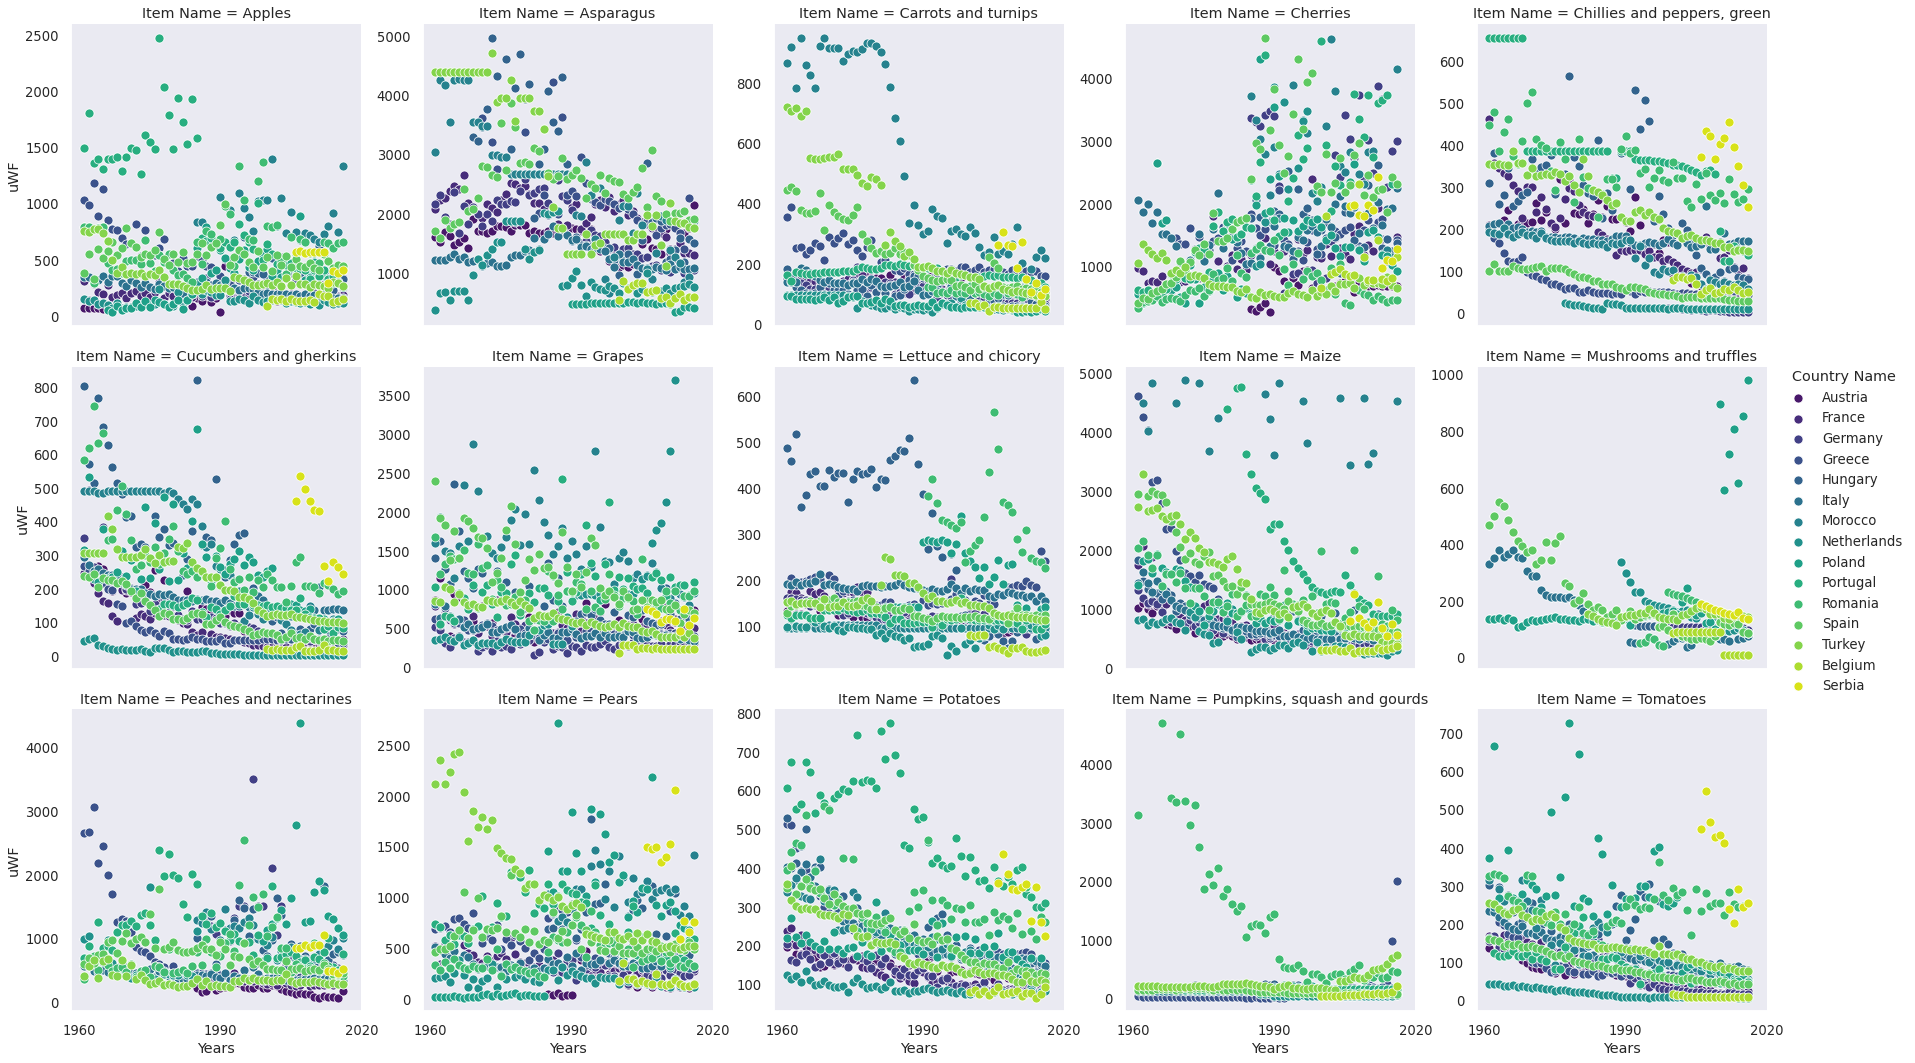 Item Name = Apples
Item Name = Asparagus
Item Name = Carrots and turnips
Item Name = Cherries
Item Name = Chillies and peppers, green
uWF
2500
2000
1500
1000
500
0
5000
4000
3000
2000
1000
800
600
400
200
0
4000
3000
2000
1000
600
500
400
300
200
100
0
Item Name = Cucumbers and gherkins
Item Name = Grapes
Item Name = Lettuce and chicory
Item Name = Maize
Item Name = Mushrooms and truffles
uWF
800
700
600
500
400
300
200
100
0
3500
3000
2500
2000
1500
1000
500
0
600
500
400
300
200
100
5000
4000
3000
2000
1000
0
1000
800
600
400
200
0
Country Name
Austria
France
Germany
Greece
Hungary
Italy
Morocco
Netherlands
Poland
Portugal
Romania
Spain
Turkey
Belgium
Serbia
Item Name = Peaches and nectarines
Item Name = Pears
Item Name = Potatoes
Item Name = Pumpkins, squash and gourds
Item Name = Tomatoes
uWF
4000
3000
2000
1000
0
2500
2000
1500
1000
500
0
800
700
600
500
400
300
200
100
4000
3000
2000
1000
0
700
600
500
400
300
200
100
0
1960 1990 2020
1960 1990 2020
1960 1990 2020
1960 1990 2020
1960 1990 2020
Years
Years
Years
Years
Years